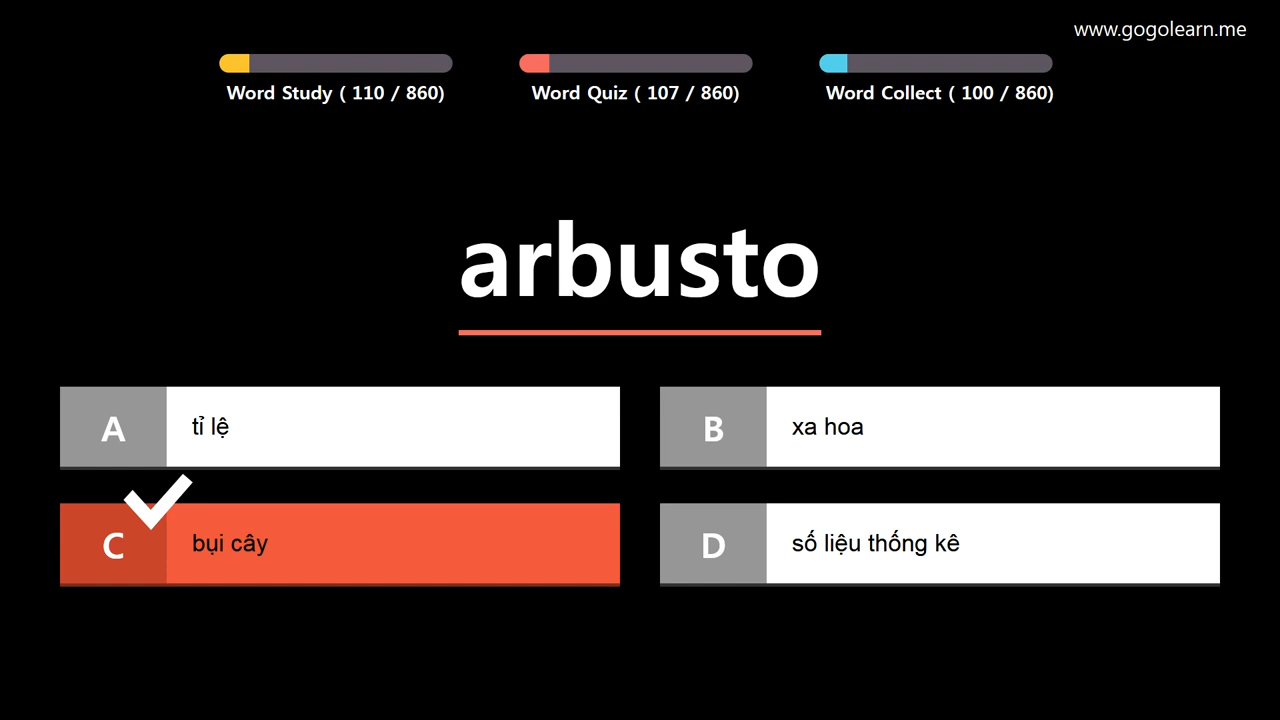 www.gogolearn.me
Word Study ( 110 / 860)
Word Quiz ( 107 / 860)
Word Collect ( 100 / 860)
arbusto
A
tỉ lệ
B
xa hoa
C
bụi cây
D
số liệu thống kê